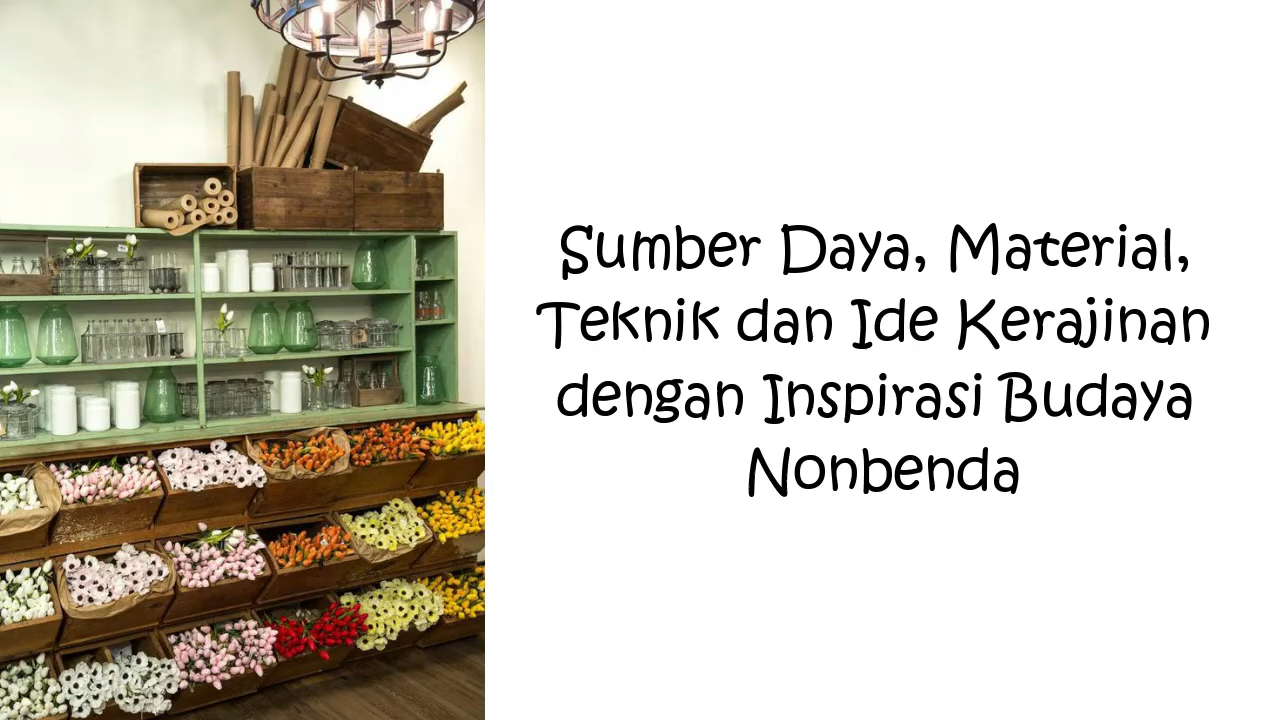 Sumber Daya, Material,
Teknik dan Ide Kerajinan
dengan Inspirasi Budaya
Nonbenda